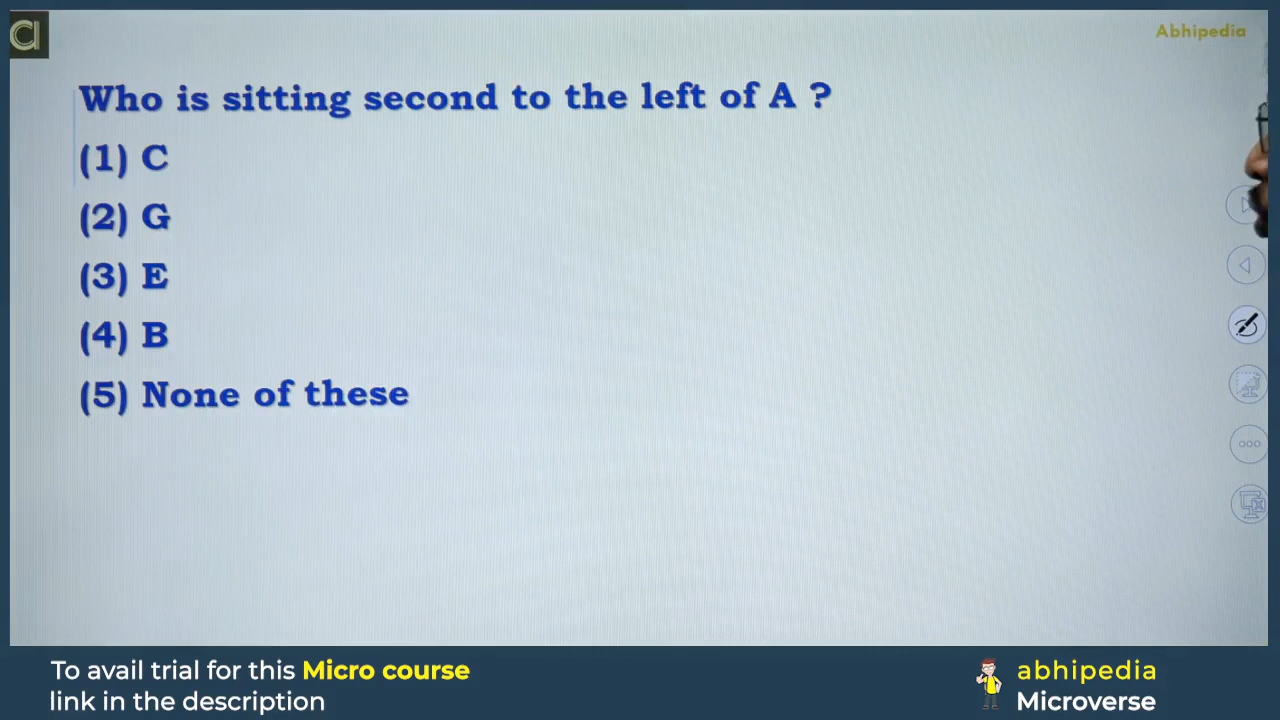 Abhipedia
Who is sitting second to the left of A ?
(1) C
(2) G
(3) E
(4) B
(5) None of these
To avail trial for this Micro course
link in the description
abhipedia
Microverse